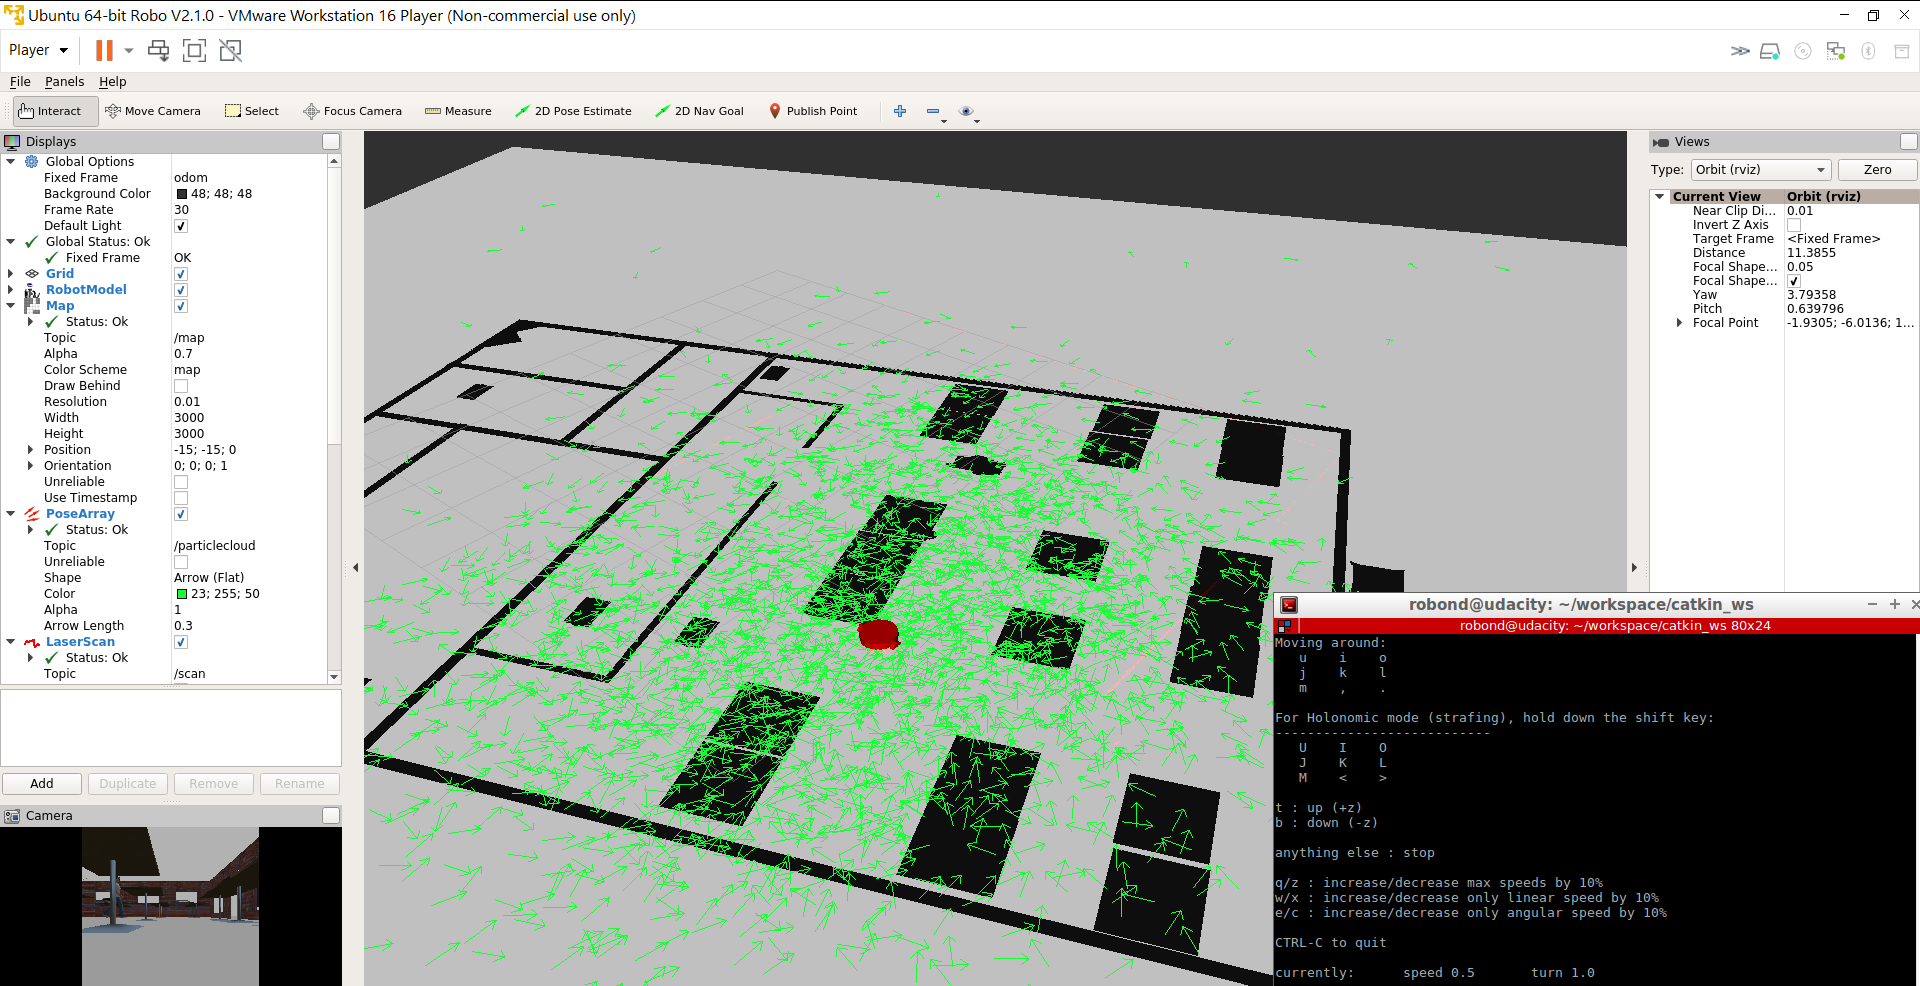 Ubuntu 64-bit Robo V2.1.0 - VMware Workstation 16 Player (Non-commercial use only)
Player
File Panels Help
Interact Move Camera Select Focus Camera Measure 2D Pose Estimate 2D Nav Goal Publish Point
Displays
Global Options
Fixed Frame odom
Background Color 48; 48; 48
Frame Rate 30
Default Light
Global Status: Ok
Fixed Frame OK
Grid
RobotModel
Map
Status: Ok
Topic /map
Alpha 0.7
Color Scheme map
Draw Behind
Resolution 0.01
Width 3000
Height 3000
Position -15; -15; 0
Orientation 0; 0; 0; 1
Unreliable
Use Timestamp
PoseArray
Status: Ok
Topic /particlecloud
Unreliable
Shape Arrow (Flat)
Color 23; 255; 50
Alpha 1
Arrow Length 0.3
LaserScan
Status: Ok
Topic /scan
Add Duplicate Remove Rename
Camera
Views
Type: Orbit (rviz) Zero
Current View Orbit (rviz)
Near Clip Di... 0.01
Invert Z Axis
Target Frame <Fixed Frame>
Distance 11.3855
Focal Shape... 0.05
Focal Shape...
Yaw 3.79358
Pitch 0.639796
Focal Point -1.9305; -6.0136; 1...
robond@udacity: ~/workspace/catkin_ws
robond@udacity: ~/workspace/catkin_ws 80x24
Moving around:
u i o
j k l
m , .
For Holonomic mode (strafing), hold down the shift key:
---------------------------
U I O
J K L
M < >
t : up (+z)
b : down (-z)
anything else : stop
q/z : increase/decrease max speeds by 10%
w/x : increase/decrease only linear speed by 10%
e/c : increase/decrease only angular speed by 10%
CTRL-C to quit
currently: speed 0.5 turn 1.0